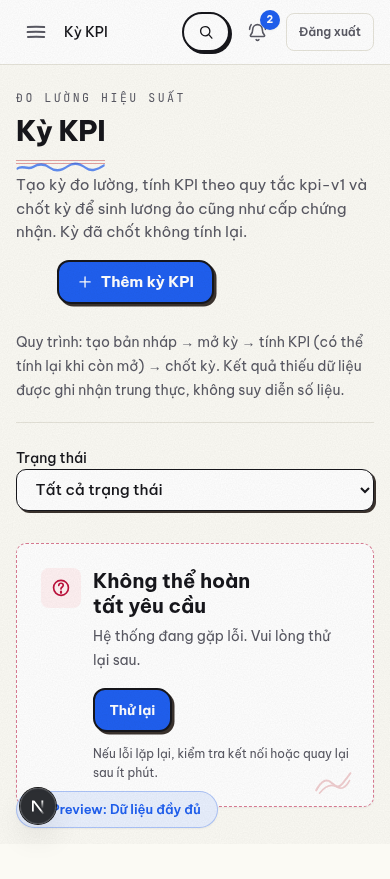 Kỳ KPI
2
Đăng xuất
ĐO LƯỜNG HIỆU SUẤT
Kỳ KPI
Tạo kỳ đo lường, tính KPI theo quy tắc kpi-v1 và
chốt kỳ để sinh lương ảo cũng như cấp chứng
nhận. Kỳ đã chốt không tính lại.
Thêm kỳ KPI
Quy trình: tạo bản nháp → mở kỳ → tính KPI (có thể
tính lại khi còn mở) → chốt kỳ. Kết quả thiếu dữ liệu
được ghi nhận trung thực, không suy diễn số liệu.
Trạng thái
Tất cả trạng thái
Không thể hoàn
tất yêu cầu
Hệ thống đang gặp lỗi. Vui lòng thử
lại sau.
Thử lại
Nếu lỗi lặp lại, kiểm tra kết nối hoặc quay lại
sau ít phút.
N
Preview: Dữ liệu đầy đủ